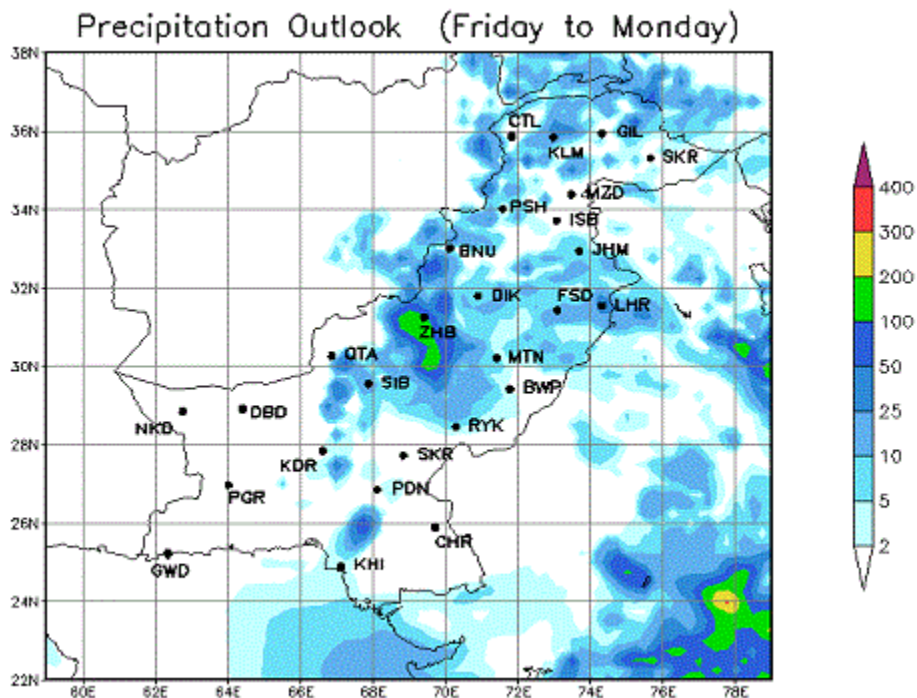 Precipitation Outlook (Friday to Monday)
38N
36N
34N
32N
30N
28N
26N
24N
22N
60E 62E 64E 66E 68E 70E 72E 74E 76E 78E
CTL
KLM
GIL
SKR
MZD
PSH
ISB
BNU
JHM
DIK
FSD
LHR
ZHB
QTA
MTN
SIB
BWP
NKD
DBD
RYK
KDR
SKR
PGR
PDN
CHR
GWD
KHI
400
300
200
100
50
25
10
5
2